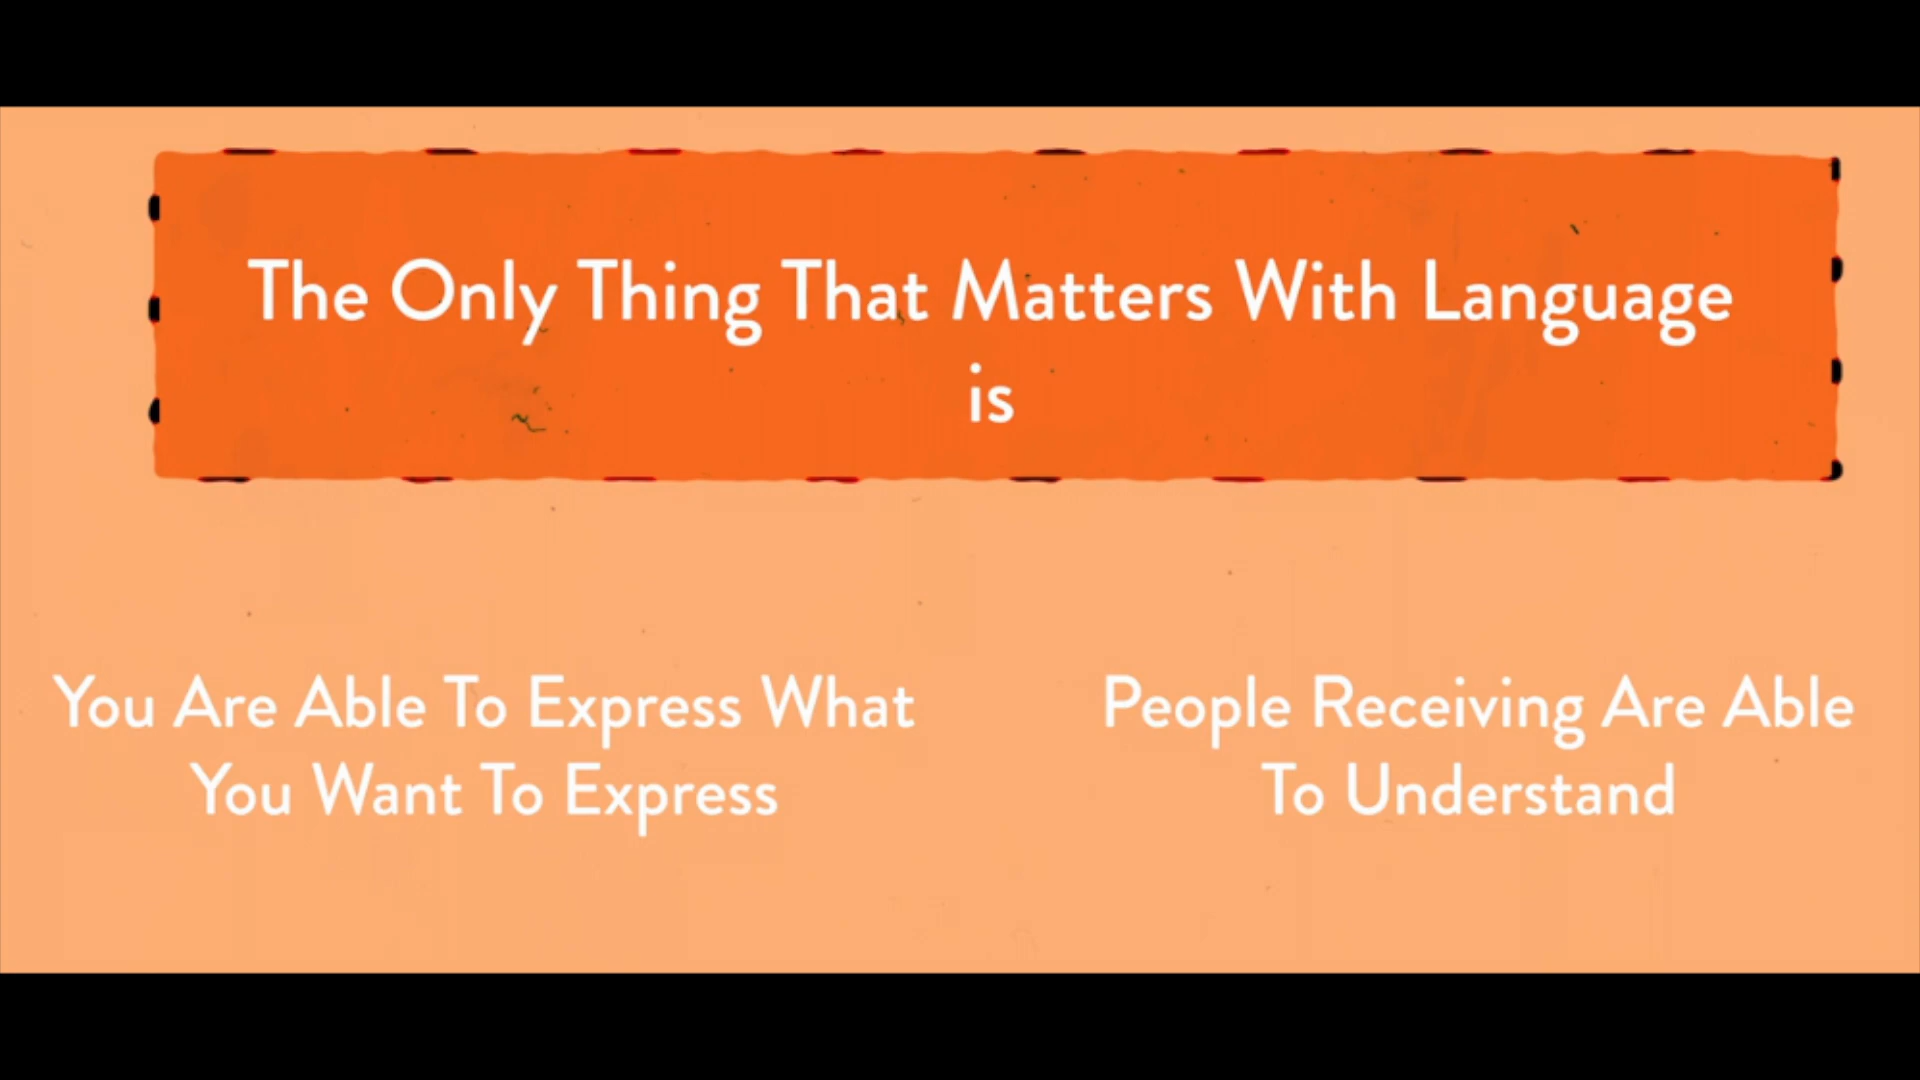 The Only Thing That Matters With Language
is
You Are Able To Express What
You Want To Express
People Receiving Are Able
To Understand